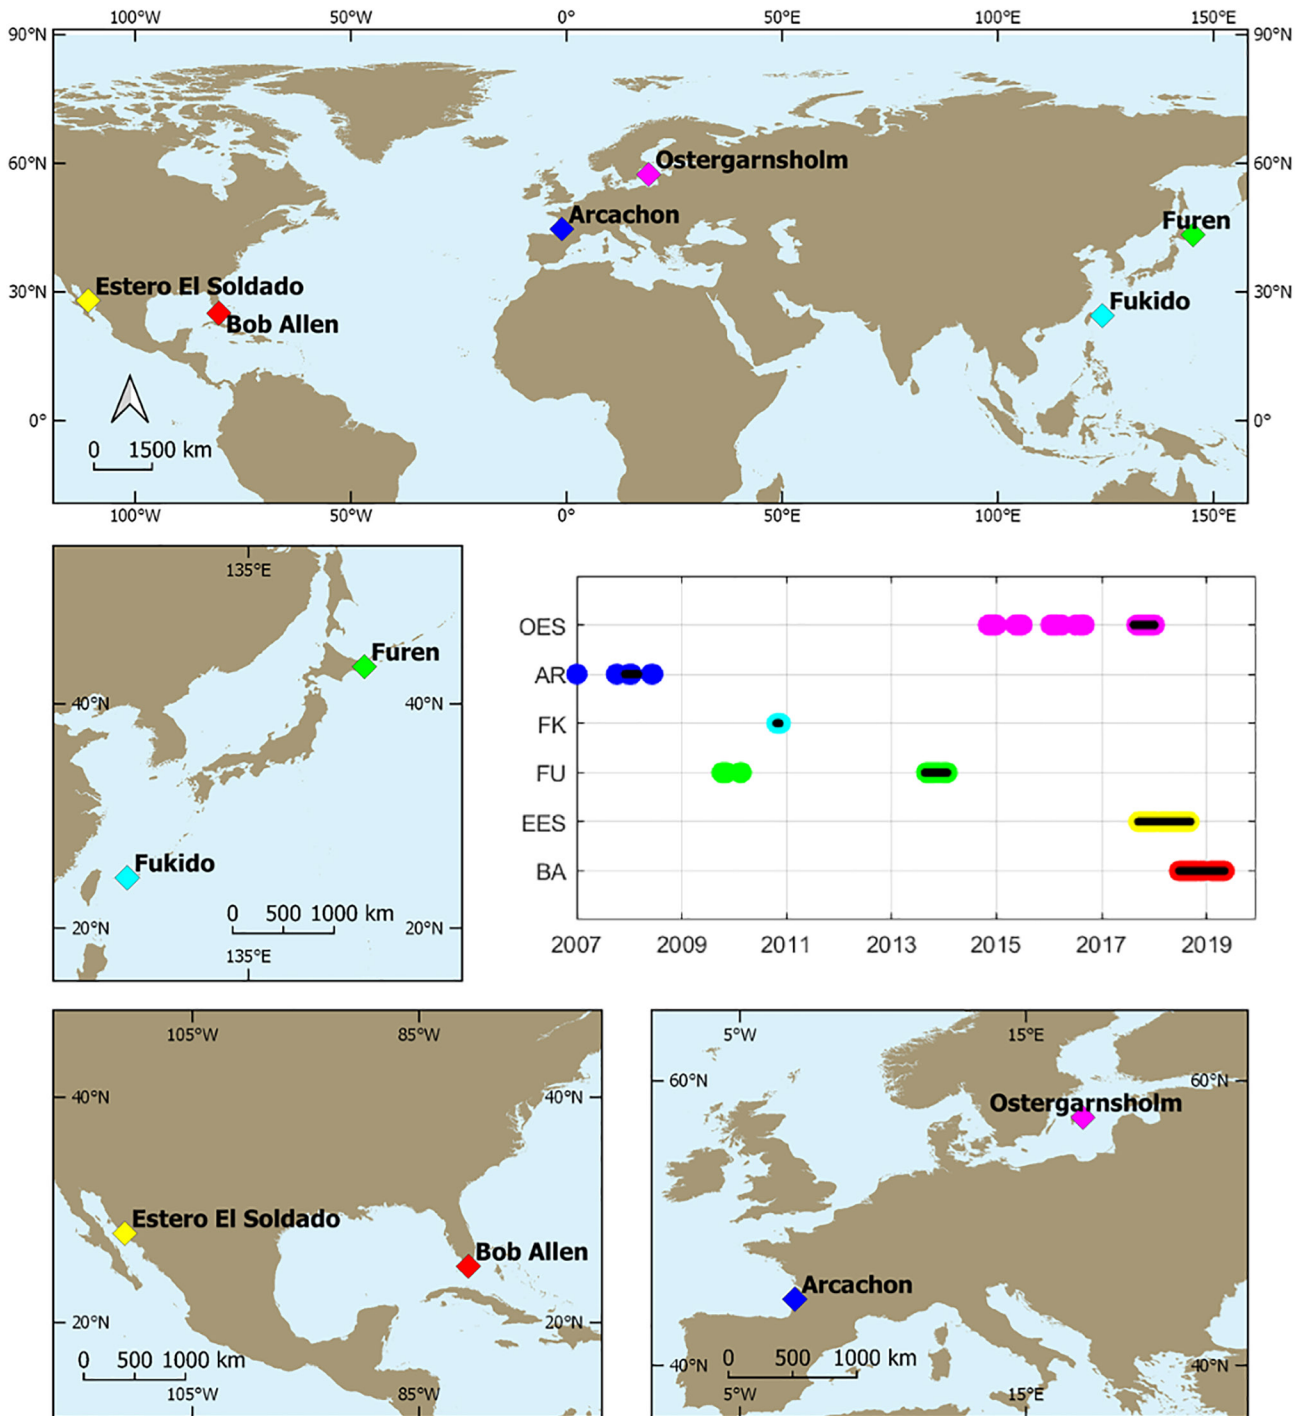 100°W 50°W 0° 50°E 100°E 150°E
90°N 90°N
60°N Ostergarnsholm 60°N
Arcachon Furen
Estero El Soldado 30°N 30°N
Fukido
Bob Allen
0° 0°
0 1500 km
100°W 50°W 0° 50°E 100°E 150°E
135°E
Furen
40°N 40°N
Fukido
0 500 1000 km
20°N 20°N
135°E
OES
AR
FK
FU
EES
BA
2007 2009 2011 2013 2015 2017 2019
105°W 85°W
40°N 40°N
Estero El Soldado
Bob Allen
20°N 20°N
0 500 1000 km
105°W 85°W
5°W 15°E
60°N 60°N
Ostergarnsholm
Arcachon
0 500 1000 km
40°N 40°N
5°W 15°E